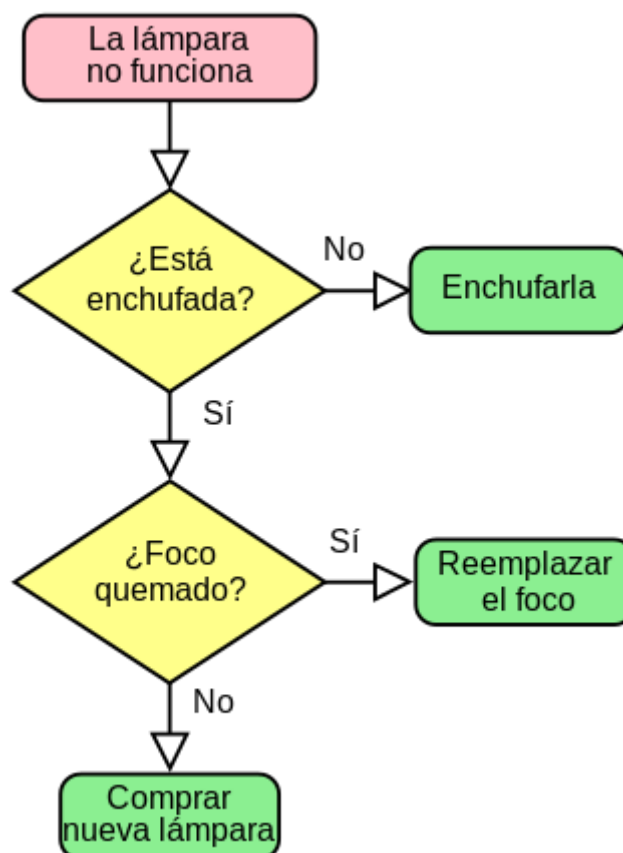 La lámpara
no funciona
¿Está
enchufada?
No
Enchufarla
Sí
¿Foco
quemado?
Sí
Reemplazar
el foco
No
Comprar
nueva lámpara